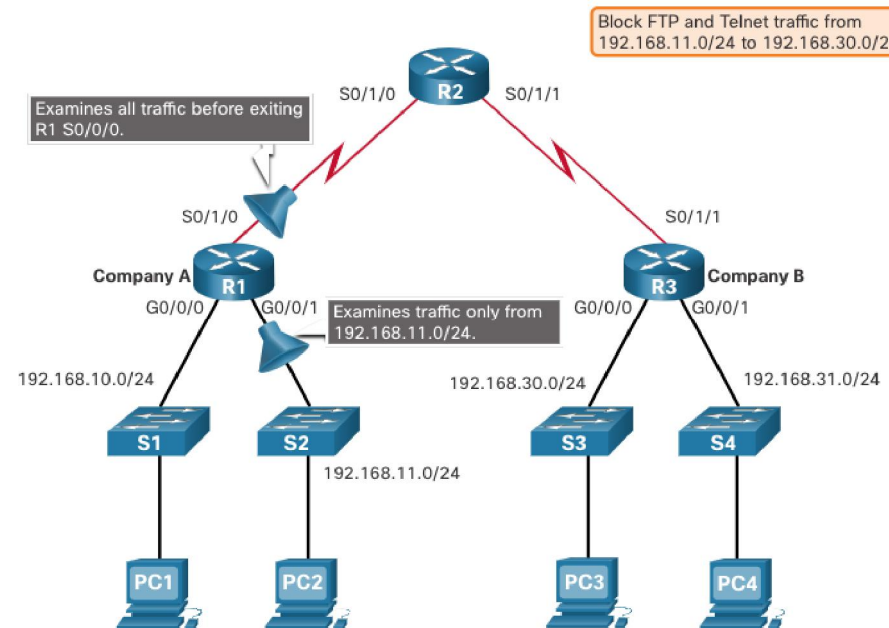 Block FTP and Telnet traffic from
192.168.11.0/24 to 192.168.30.0/2
R2
S0/1/0
S0/1/1
Examines all traffic before exiting
R1 S0/0/0.
S0/1/0
S0/1/1
Company A
R1
R3
Company B
G0/0/0
G0/0/1
G0/0/0
G0/0/1
Examines traffic only from
192.168.11.0/24.
192.168.10.0/24
192.168.30.0/24
192.168.31.0/24
S1
S2
S3
S4
192.168.11.0/24
PC1
PC2
PC3
PC4